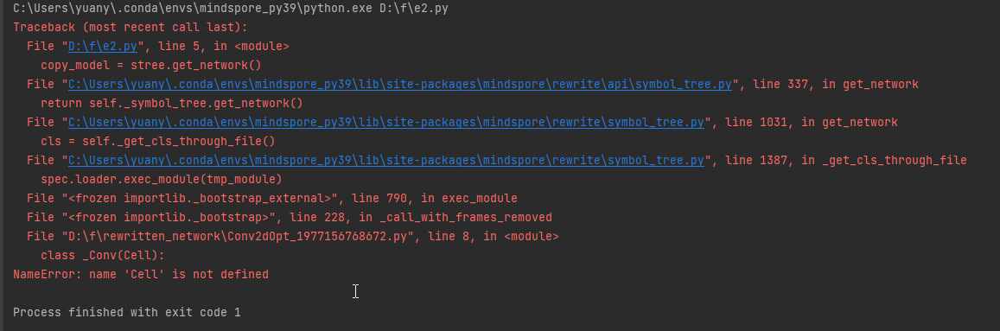 C:\Users\yuany\.conda\envs\mindspore_py39\python.exe D:\f\e2.py
Traceback (most recent call last):
  File "D:\f\e2.py", line 5, in <module>
    copy_model = stree.get_network()
  File "C:\Users\yuany\.conda\envs\mindspore_py39\lib\site-packages\mindspore\rewrite\api\symbol_tree.py", line 337, in get_network
    return self._symbol_tree.get_network()
  File "C:\Users\yuany\.conda\envs\mindspore_py39\lib\site-packages\mindspore\rewrite\symbol_tree.py", line 1031, in get_network
    cls = self._get_cls_through_file()
  File "C:\Users\yuany\.conda\envs\mindspore_py39\lib\site-packages\mindspore\rewrite\symbol_tree.py", line 1387, in _get_cls_through_file
    spec.loader.exec_module(tmp_module)
  File "<frozen importlib._bootstrap_external>", line 790, in exec_module
  File "<frozen importlib._bootstrap>", line 228, in _call_with_frames_removed
  File "D:\f\rewritten_network\Conv2dOpt_1977156768672.py", line 8, in <module>
    class _Conv(Cell):
NameError: name 'Cell' is not defined
Process finished with exit code 1